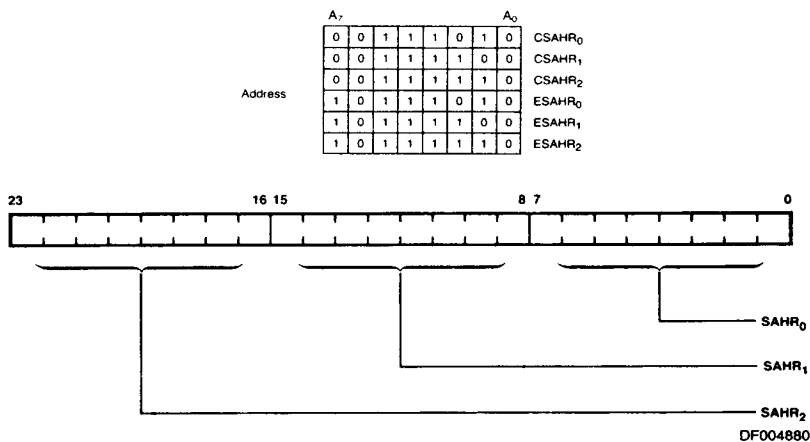 A₇ A₀
0 0 1 1 1 0 1 0 CSAHR₀
0 0 1 1 1 1 0 0 CSAHR₁
0 0 1 1 1 1 1 0 CSAHR₂
Address
1 0 1 1 1 0 1 0 ESAHR₀
1 0 1 1 1 1 0 0 ESAHR₁
1 0 1 1 1 1 1 0 ESAHR₂
23 16 15 8 7 0
SAHR₀
SAHR₁
SAHR₂
DF004880